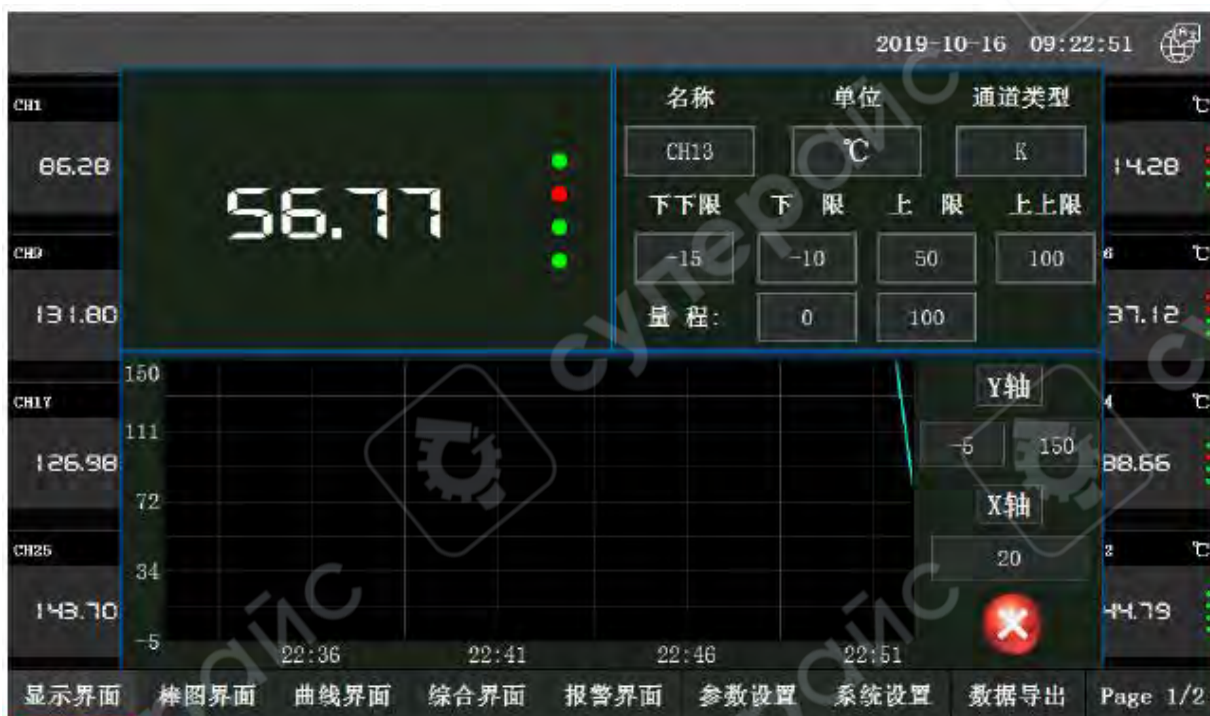 2019-10-16 09:22:51
CH1
86.28
CH9
131.80
CH17
126.98
CH25
143.70
56.77
名称 单位 通道类型
CH13 ℃ K
下下限 下 限 上 限 上上限
-15 -10 50 100
量 程: 0 100
℃
14.28
6 ℃
37.12
4 ℃
88.66
2 ℃
44.79
150
111
72
34
-5
22:36 22:41 22:46 22:51
Y轴
-5 150
X轴
20
显示界面 棒图界面 曲线界面 综合界面 报警界面 参数设置 系统设置 数据导出 Page 1/2
суперайс